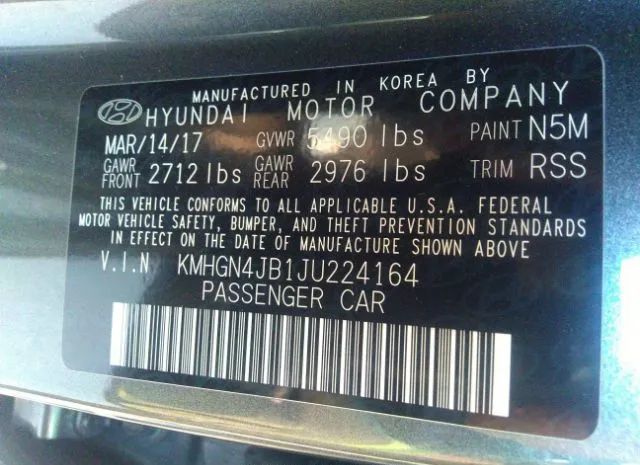 MANUFACTURED IN KOREA BY
HYUNDAI MOTOR COMPANY
MAR/14/17 GVWR 5490 lbs PAINT N5M
GAWR FRONT 2712 lbs GAWR REAR 2976 lbs TRIM RSS
THIS VEHICLE CONFORMS TO ALL APPLICABLE U.S.A. FEDERAL
MOTOR VEHICLE SAFETY, BUMPER, AND THEFT PREVENTION STANDARDS
IN EFFECT ON THE DATE OF MANUFACTURE SHOWN ABOVE
V.I.N KMHGN4JB1JU224164
PASSENGER CAR